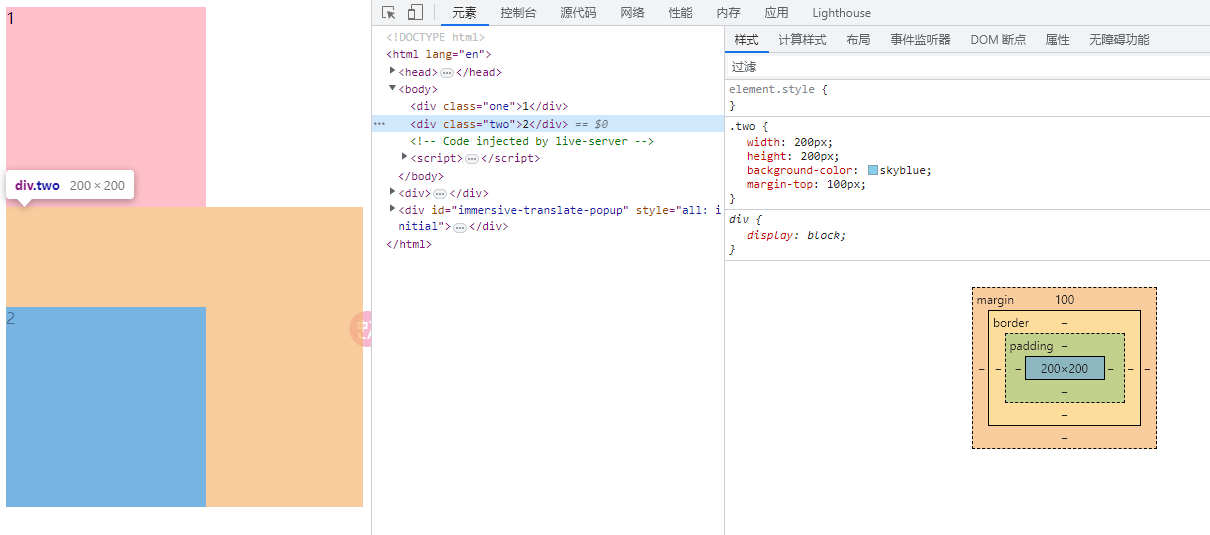 1
div.two 200 × 200
2
元素 控制台 源代码 网络 性能 内存 应用 Lighthouse
<!DOCTYPE html>
<html lang="en">
<head>…</head>
<body>
<div class="one">1</div>
… <div class="two">2</div> == $0
<!-- Code injected by live-server -->
<script>…</script>
</body>
<div>…</div>
<div id="immersive-translate-popup" style="all: i
nitial">…</div>
</html>
样式 计算样式 布局 事件监听器 DOM 断点 属性 无障碍功能
过滤
element.style {
}
.two {
width: 200px;
height: 200px;
background-color: skyblue;
margin-top: 100px;
}
div {
display: block;
}
margin 100
border –
padding –
– – – 200×200 – – –
–
–
–